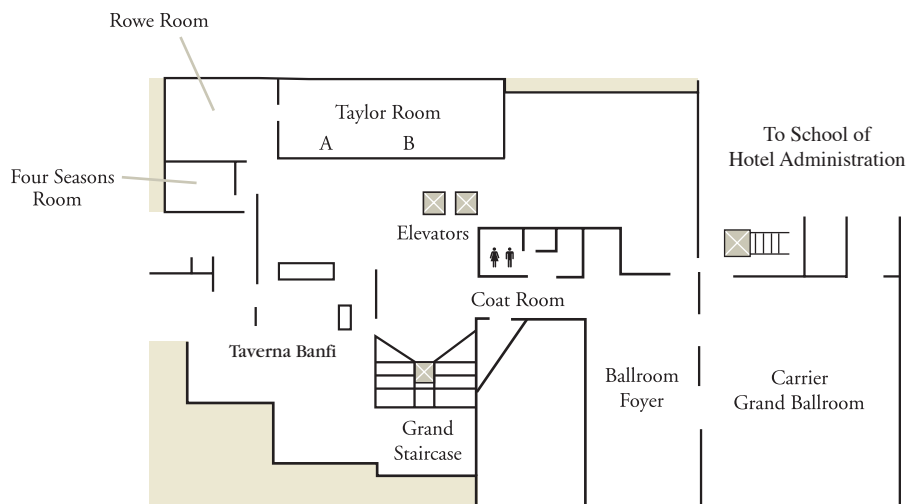 Rowe Room
Taylor Room
A B
To School of
Hotel Administration
Four Seasons
Room
Elevators
Coat Room
Taverna Banfi
Ballroom
Foyer
Carrier
Grand Ballroom
Grand
Staircase